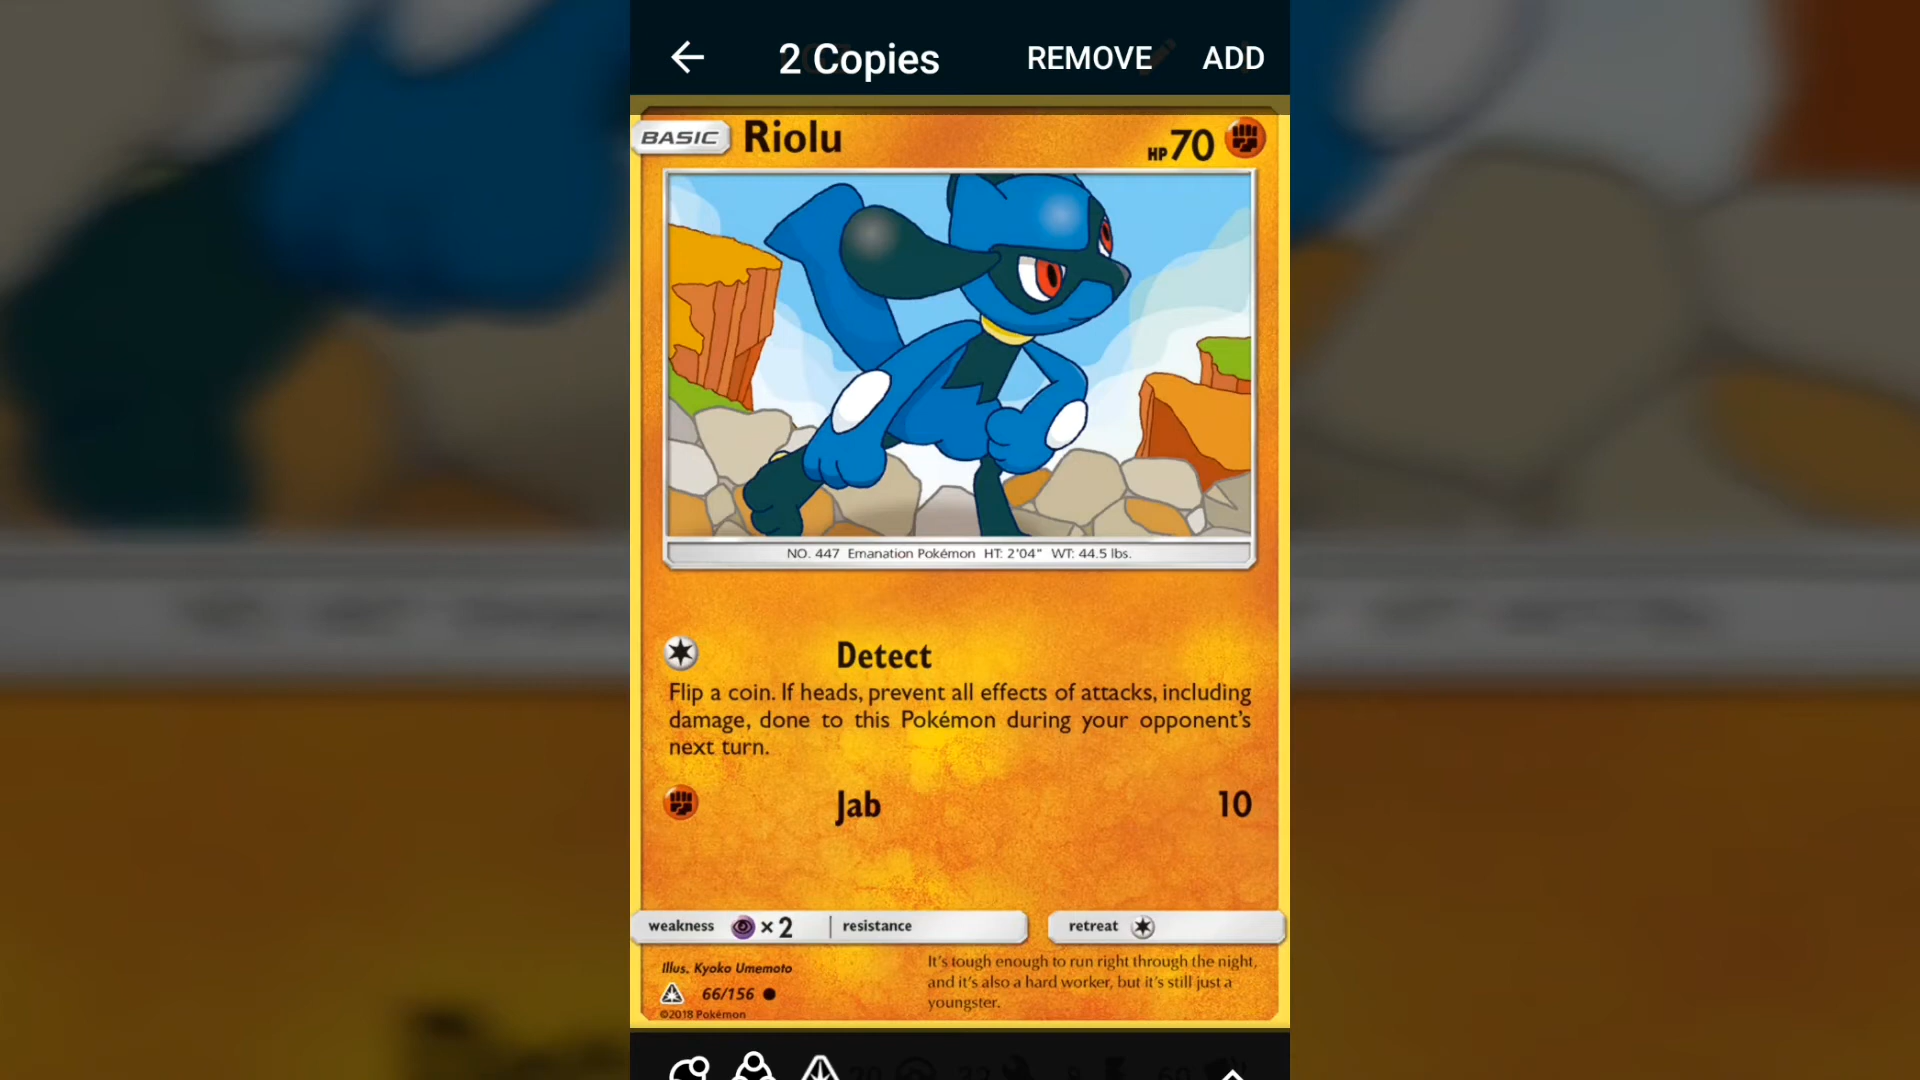 2 Copies REMOVE ADD
BASIC Riolu HP 70
NO. 447 Emanation Pokémon HT: 2'04" WT: 44.5 lbs.
Detect
Flip a coin. If heads, prevent all effects of attacks, including
damage, done to this Pokémon during your opponent's
next turn.
Jab 10
weakness ×2 resistance retreat
Illus. Kyoko Umemoto
66/156
©2018 Pokémon
It's tough enough to run right through the night,
and it's also a hard worker, but it's still just a
youngster.